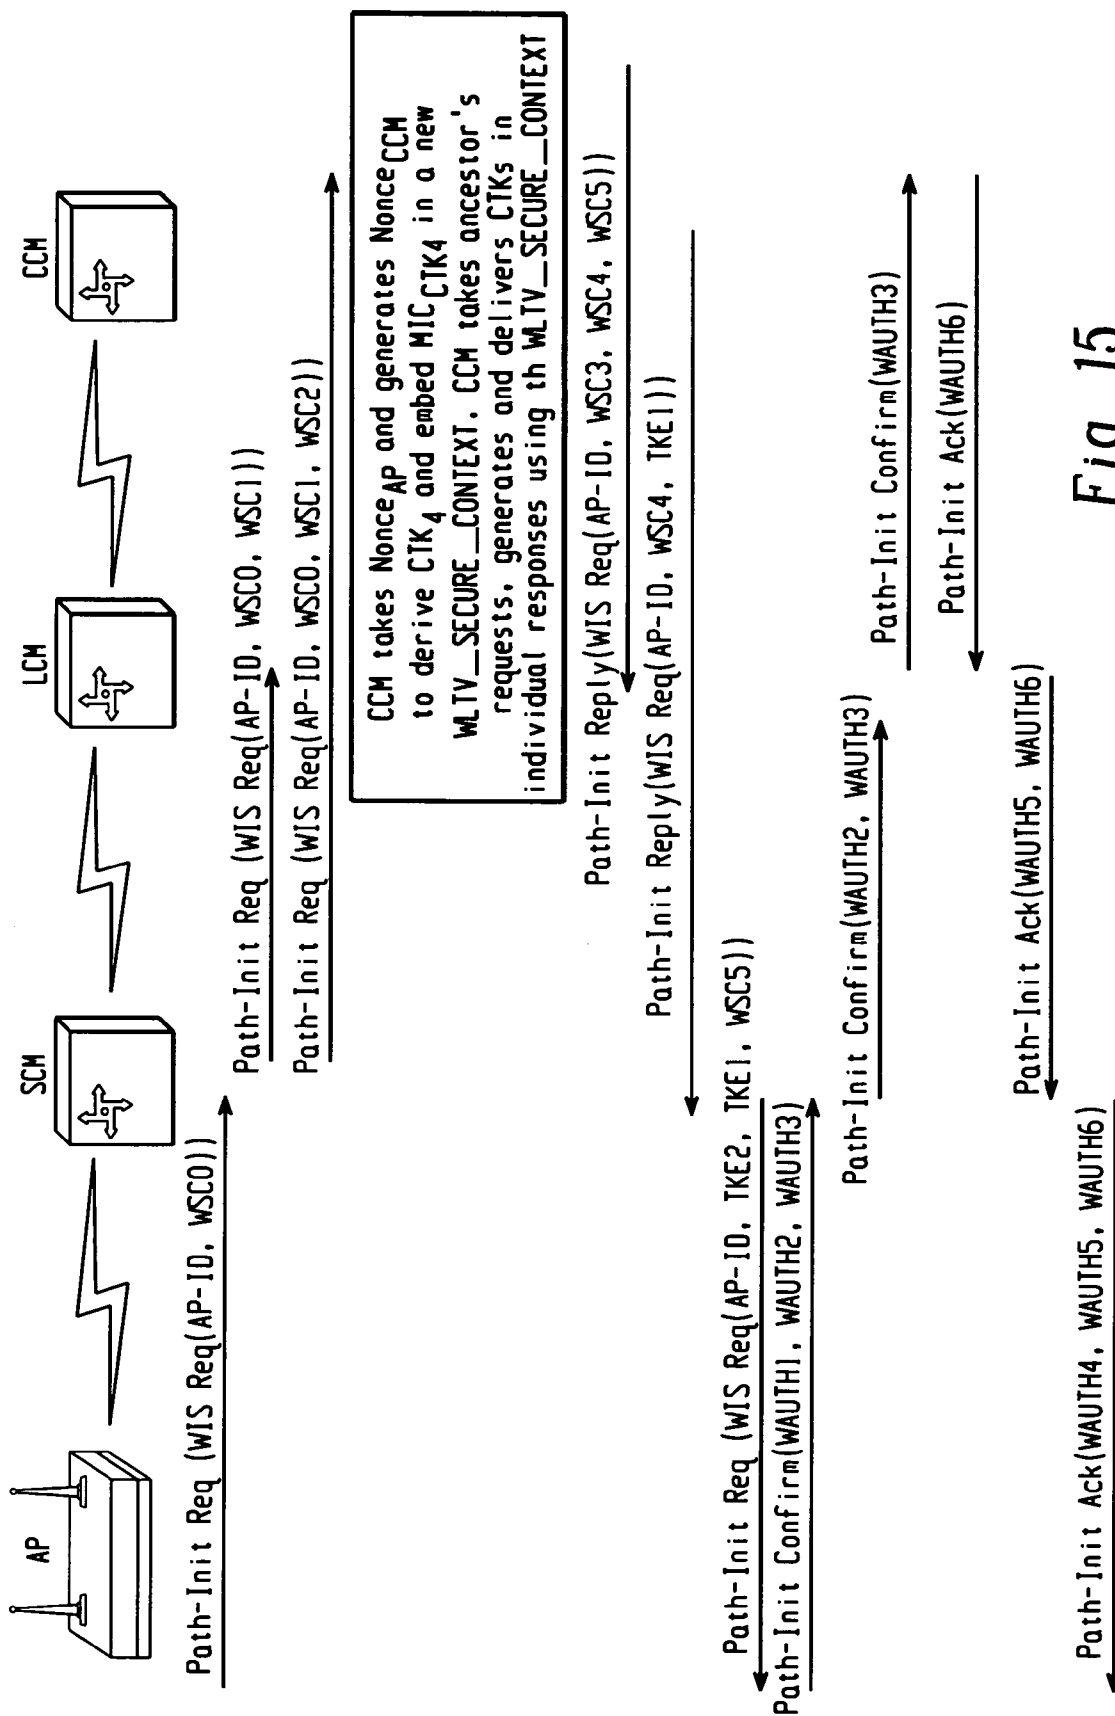 AP
SCM
LCM
CCM
Path-Init Req (WIS Req(AP-ID, WSC0))
Path-Init Req (WIS Req(AP-ID, WSC0, WSC1)))
Path-Init Req (WIS Req(AP-ID, WSC0, WSC1, WSC2))
CCM takes NonceAP and generates NonceCCM
to derive CTK4 and embed MICCTK4 in a new
WLTV_SECURE_CONTEXT. CCM takes ancestor's
requests, generates and delivers CTKs in
individual responses using th WLTV_SECURE_CONTEXT
Path-Init Reply(WIS Req(AP-ID, WSC3, WSC4, WSC5))
Path-Init Reply(WIS Req(AP-ID, WSC4, TKE1))
Path-Init Req (WIS Req(AP-ID, TKE2, TKE1, WSC5))
Path-Init Confirm(WAUTH1, WAUTH2, WAUTH3)
Path-Init Confirm(WAUTH2, WAUTH3)
Path-Init Confirm(WAUTH3)
Path-Init Ack(WAUTH6)
Path-Init Ack(WAUTH5, WAUTH6)
Path-Init Ack(WAUTH4, WAUTH5, WAUTH6)
Fig. 15